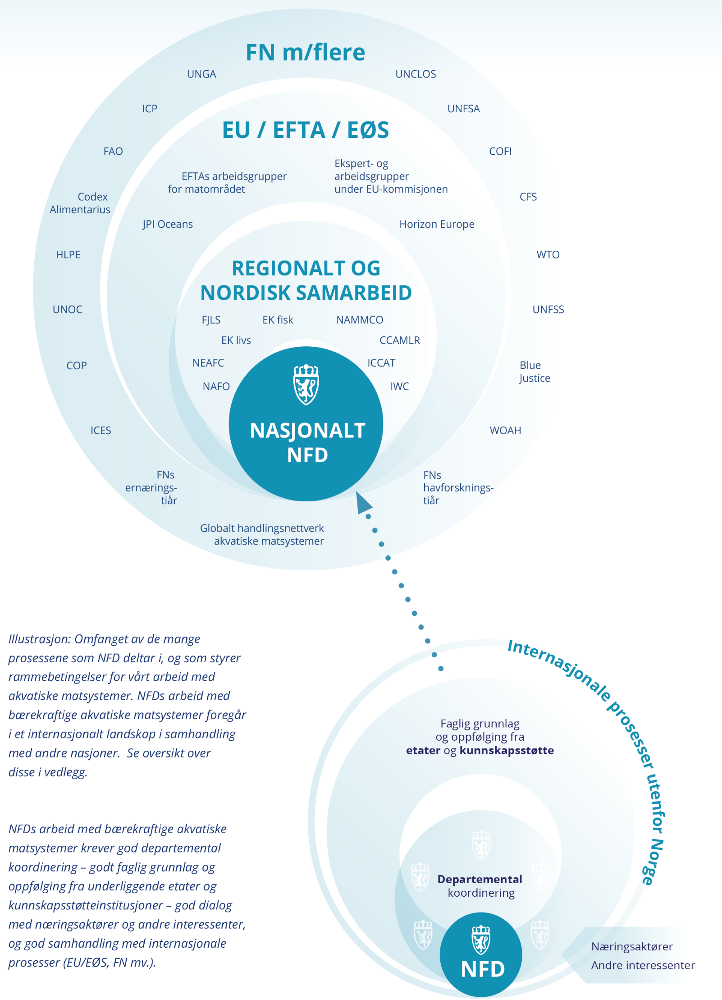 FN m/flere
UNGA
UNCLOS
ICP
UNFSA
EU / EFTA / EØS
FAO
COFI
Ekspert- og
arbeidsgrupper
under EU-kommisjonen
EFTAs arbeidsgrupper
for matområdet
Codex
Alimentarius
CFS
JPI Oceans
Horizon Europe
HLPE
WTO
REGIONALT OG
NORDISK SAMARBEID
UNOC
UNFSS
FJLS
EK fisk
NAMMCO
EK livs
CCAMLR
NEAFC
ICCAT
COP
Blue
Justice
NAFO
IWC
NASJONALT
NFD
ICES
WOAH
FNs
ernærings-
tiår
FNs
havforsknings-
tiår
Globalt handlingsnettverk
akvatiske matsystemer
Illustrasjon: Omfanget av de mange
prosessene som NFD deltar i, og som styrer
rammebetingelser for vårt arbeid med
akvatiske matsystemer. NFDs arbeid med
bærekraftige akvatiske matsystemer foregår
i et internasjonalt landskap i samhandling
med andre nasjoner. Se oversikt over
disse i vedlegg.
NFDs arbeid med bærekraftige akvatiske
matsystemer krever god departemental
koordinering – godt faglig grunnlag og
oppfølging fra underliggende etater og
kunnskapsstøtteinstitusjoner – god dialog
med næringsaktører og andre interessenter,
og god samhandling med internasjonale
prosesser (EU/EØS, FN mv.).
Internasjonale prosesser utenfor Norge
Faglig grunnlag
og oppfølging fra
etater og kunnskapsstøtte
Departemental
koordinering
NFD
Næringsaktører
Andre interessenter